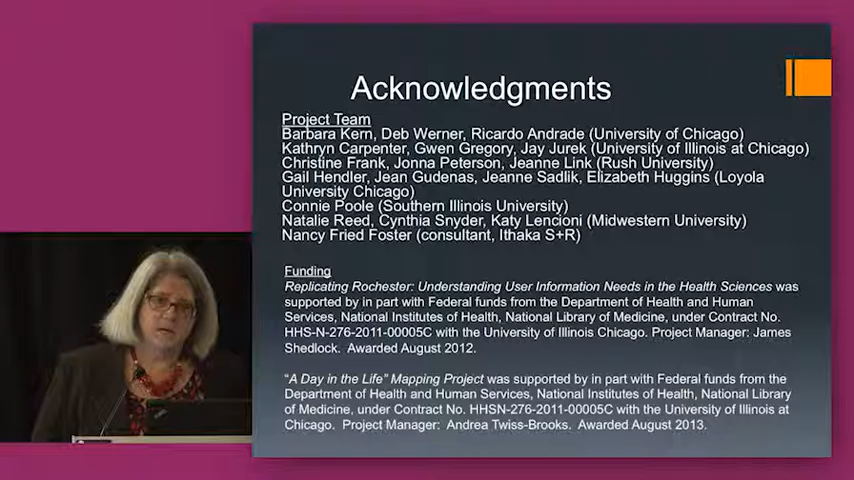 Acknowledgments
Project Team
Barbara Kern, Deb Werner, Ricardo Andrade (University of Chicago)
Kathryn Carpenter, Gwen Gregory, Jay Jurek (University of Illinois at Chicago)
Christine Frank, Jonna Peterson, Jeanne Link (Rush University)
Gail Hendler, Jean Gudenas, Jeanne Sadlik, Elizabeth Huggins (Loyola
University Chicago)
Connie Poole (Southern Illinois University)
Natalie Reed, Cynthia Snyder, Katy Lencioni (Midwestern University)
Nancy Fried Foster (consultant, Ithaka S+R)
Funding
Replicating Rochester: Understanding User Information Needs in the Health Sciences was
supported by in part with Federal funds from the Department of Health and Human
Services, National Institutes of Health, National Library of Medicine, under Contract No.
HHS-N-276-2011-00005C with the University of Illinois Chicago. Project Manager: James
Shedlock. Awarded August 2012.
“A Day in the Life” Mapping Project was supported by in part with Federal funds from the
Department of Health and Human Services, National Institutes of Health, National Library
of Medicine, under Contract No. HHSN-276-2011-00005C with the University of Illinois at
Chicago. Project Manager: Andrea Twiss-Brooks. Awarded August 2013.